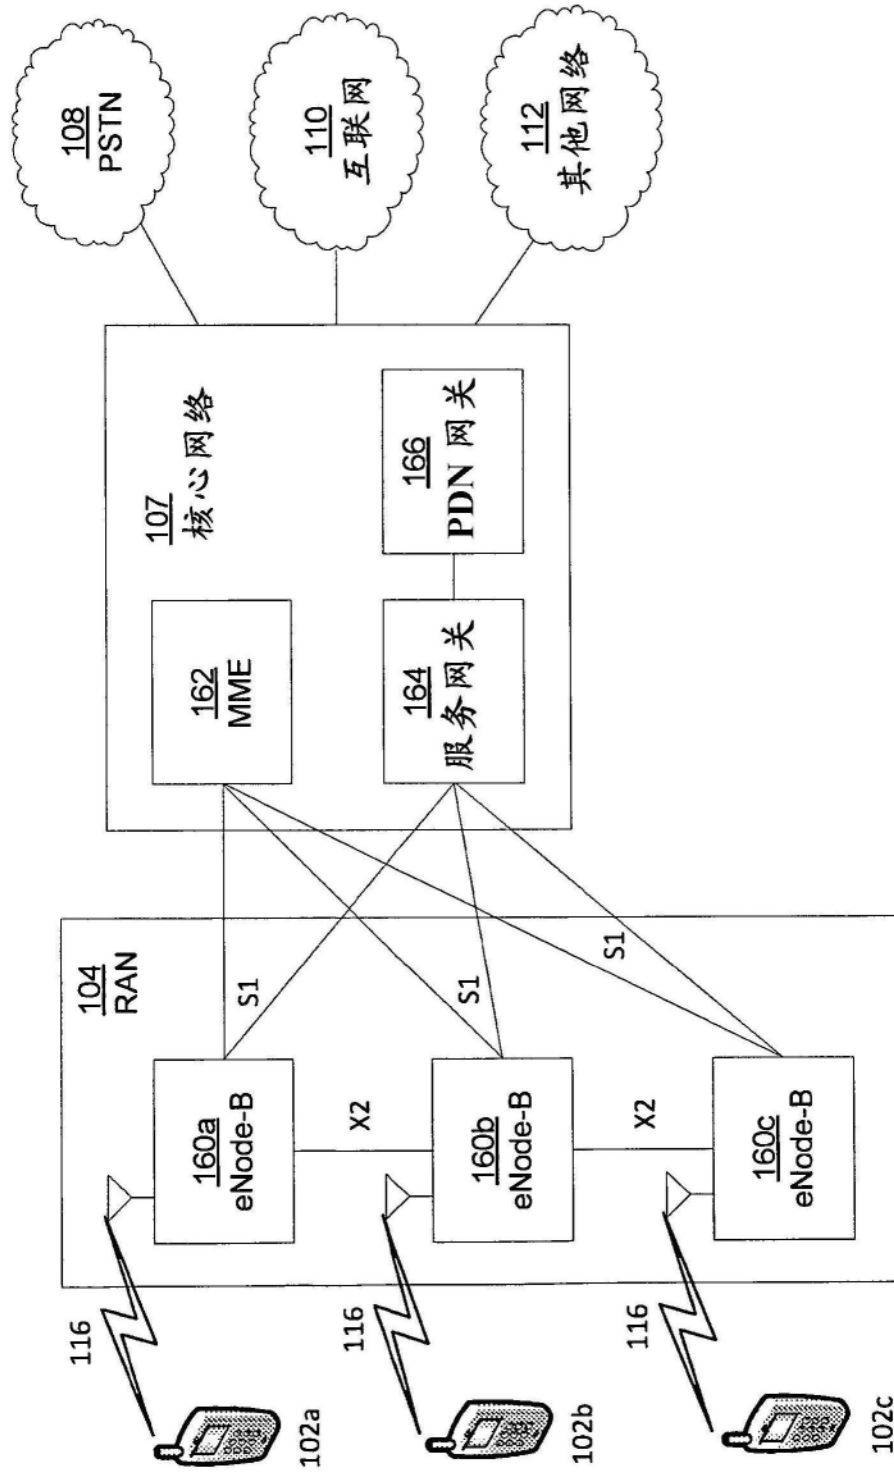 102a
116
104
RAN
160a
eNode-B
S1
X2
102b
116
160b
eNode-B
S1
X2
102c
116
160c
eNode-B
S1
107
核心网络
162
MME
164
服务网关
166
PDN 网关
108
PSTN
110
互联网
112
其他网络